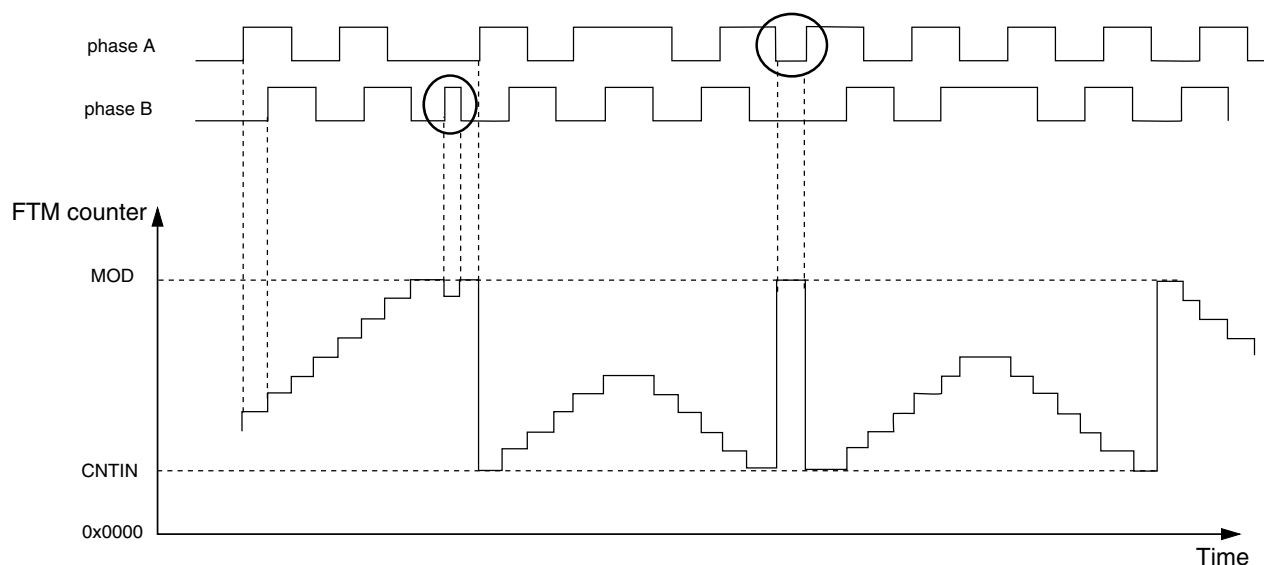 phase A
phase B
FTM counter
MOD
CNTIN
0x0000
Time